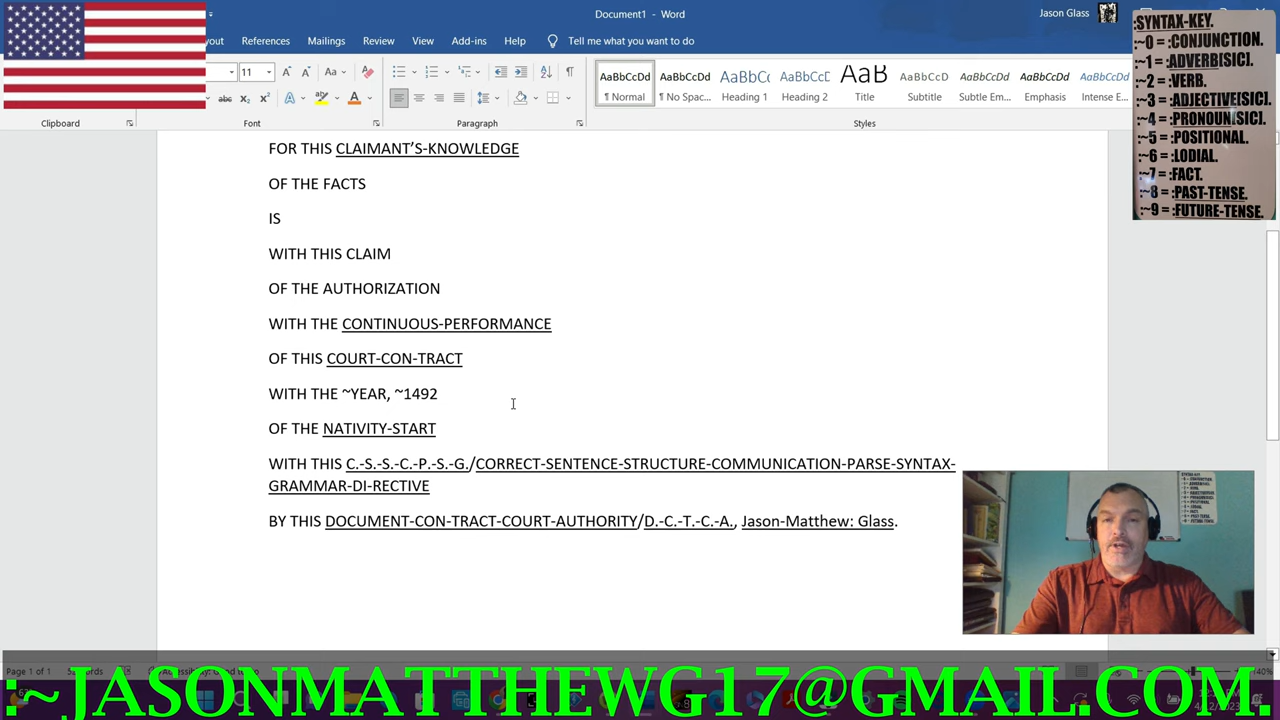 Document1 - Word
Jason Glass
References Mailings Review View Add-ins Help Tell me what you want to do
11
Aa
abc x₂ x²
AaBbCcDd AaBbCcDd AaBbC AaBbCcD AaB AaBbCcD AaBbCcDd AaBbCcDd AaBbCcDd
¶ Normal ¶ No Spac... Heading 1 Heading 2 Title Subtitle Subtle Em... Emphasis Intense E...
Clipboard Font Paragraph Styles
:SYNTAX-KEY.
:~0 = :CONJUNCTION.
:~1 = :ADVERB[SIC].
:~2 = :VERB.
:~3 = :ADJECTIVE[SIC].
:~4 = :PRONOUN[SIC].
:~5 = :POSITIONAL.
:~6 = :LODIAL.
:~7 = :FACT.
:~8 = :PAST-TENSE.
:~9 = :FUTURE-TENSE.
FOR THIS CLAIMANT’S-KNOWLEDGE
OF THE FACTS
IS
WITH THIS CLAIM
OF THE AUTHORIZATION
WITH THE CONTINUOUS-PERFORMANCE
OF THIS COURT-CON-TRACT
WITH THE ~YEAR, ~1492
OF THE NATIVITY-START
WITH THIS C.-S.-S.-C.-P.-S.-G./CORRECT-SENTENCE-STRUCTURE-COMMUNICATION-PARSE-SYNTAX-
GRAMMAR-DI-RECTIVE
BY THIS DOCUMENT-CON-TRACT-COURT-AUTHORITY/D.-C.-T.-C.-A., Jason-Matthew: Glass.
Page 1 of 1
:~JASONMATTHEWG17@GMAIL.COM.